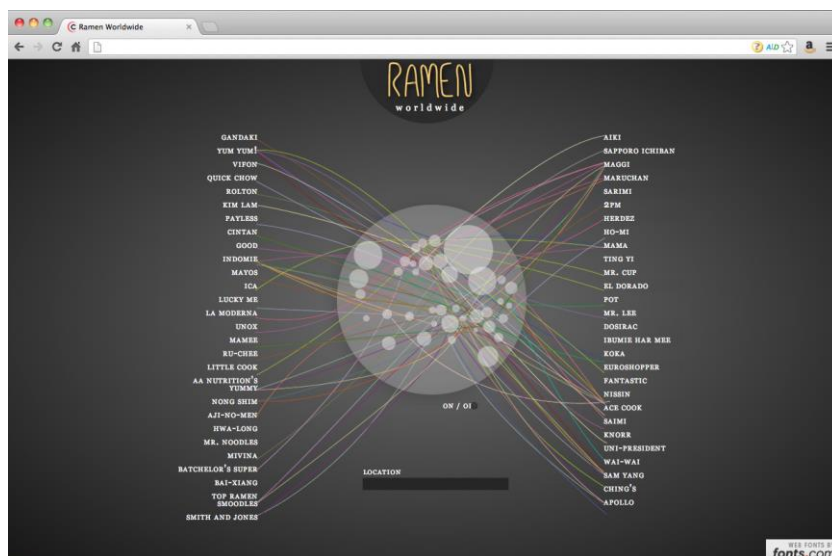 Ramen Worldwide
RAMEN
worldwide
GANDAKI
YUM YUM!
VIFON
QUICK CHOW
ROLTON
KIM LAM
PAYLESS
CINTAN
GOOD
INDOMIE
MAYOS
ICA
LUCKY ME
LA MODERNA
UNOX
MAMEE
RU-CHEE
LITTLE COOK
AA NUTRITION'S
YUMMY
NONG SHIM
AJI-NO-MEN
HWA-LONG
MR. NOODLES
MIVINA
BATCHELOR'S SUPER
BAI-XIANG
TOP RAMEN
SMOODLES
SMITH AND JONES
AIKI
SAPPORO ICHIBAN
MAGGI
MARUCHAN
SARIMI
2PM
HERDEZ
HO-MI
MAMA
TING YI
MR. CUP
EL DORADO
POT
MR. LEE
DOSIRAC
IBUMIE HAR MEE
KOKA
EUROSHOPPER
FANTASTIC
NISSIN
ACE COOK
SAIMI
KNORR
UNI-PRESIDENT
WAI-WAI
SAM YANG
CHING'S
APOLLO
ON /
LOCATION
WEB FONTS B
fonts.com